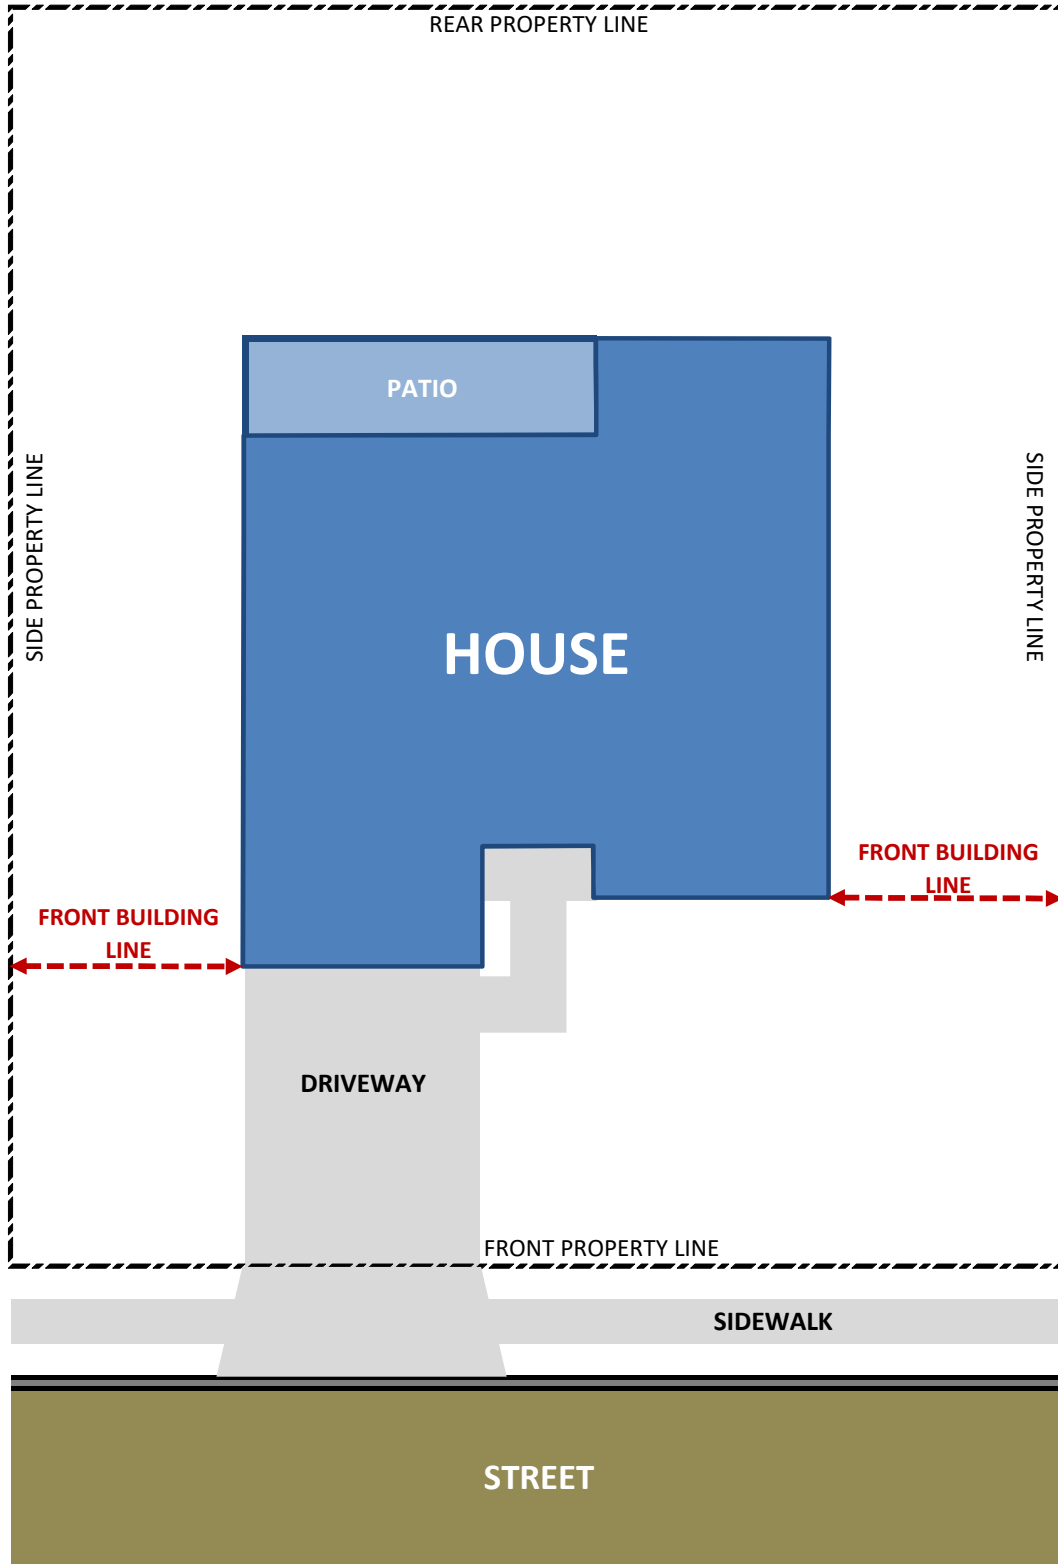 REAR PROPERTY LINE
PATIO
SIDE PROPERTY LINE
SIDE PROPERTY LINE
HOUSE
FRONT BUILDING
LINE
FRONT BUILDING
LINE
DRIVEWAY
FRONT PROPERTY LINE
SIDEWALK
STREET